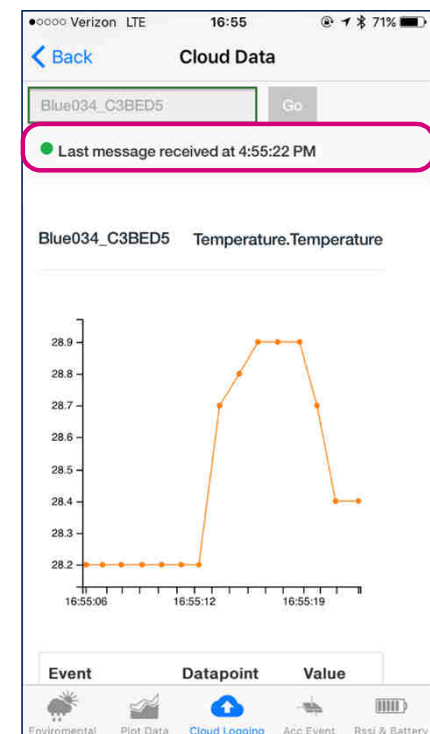 Verizon LTE 16:55 71%
Back Cloud Data
Blue034_C3BED5 Go
Last message received at 4:55:22 PM
Blue034_C3BED5 Temperature.Temperature
28.9
28.8
28.7
28.6
28.5
28.4
28.3
28.2
16:55:06 16:55:12 16:55:19
Event Datapoint Value
Enviromental Plot Data Cloud Logging Acc Event Rssi & Battery